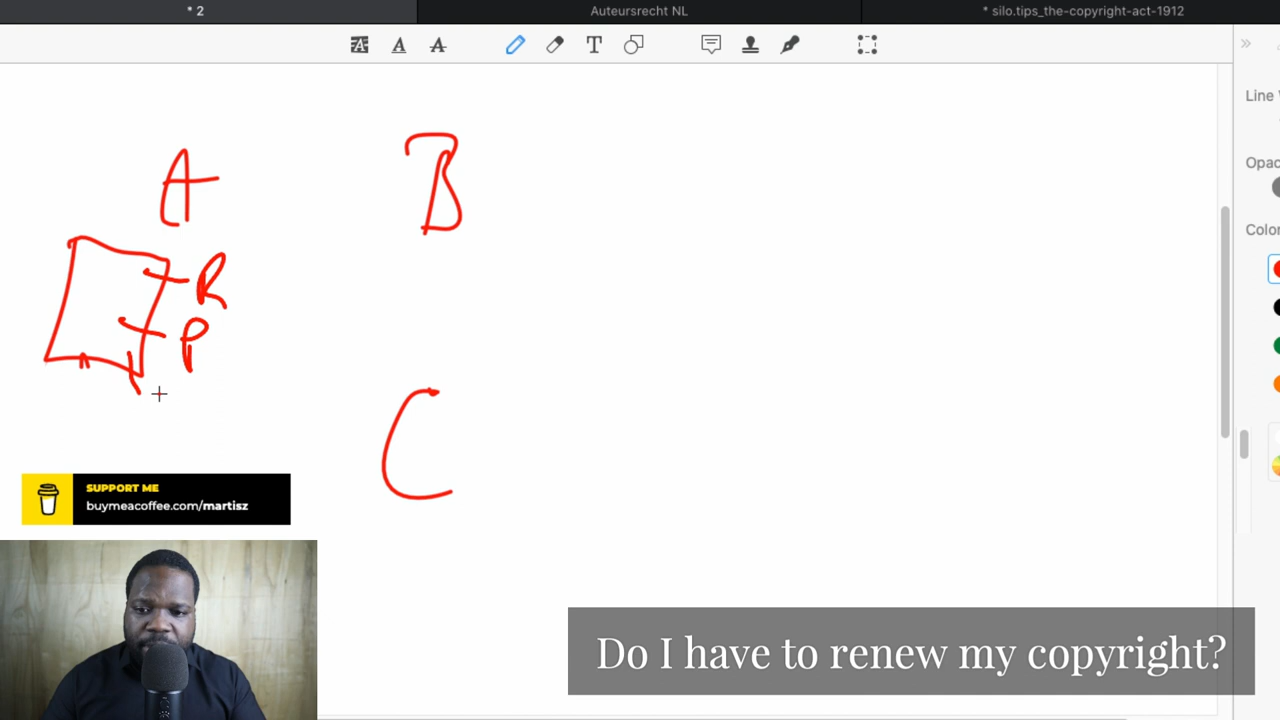 * 2
Auteursrecht NL
* silo.tips_the-copyright-act-1912
A A A T
Line
Opac
Color
A
B
R
P
C
SUPPORT ME
buymeacoffee.com/martisz
Do I have to renew my copyright?